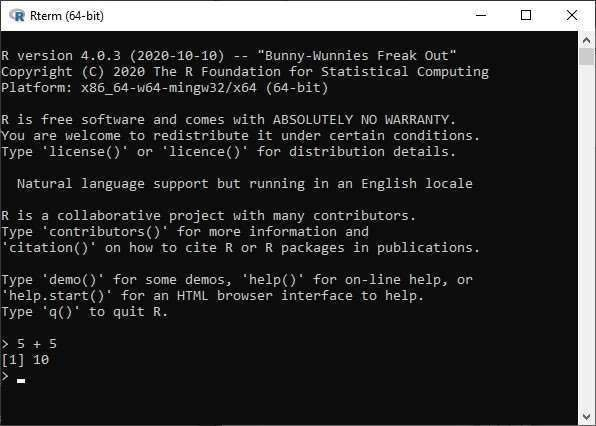 Rterm (64-bit)
R version 4.0.3 (2020-10-10) -- "Bunny-Wunnies Freak Out"
Copyright (C) 2020 The R Foundation for Statistical Computing
Platform: x86_64-w64-mingw32/x64 (64-bit)
R is free software and comes with ABSOLUTELY NO WARRANTY.
You are welcome to redistribute it under certain conditions.
Type 'license()' or 'licence()' for distribution details.
Natural language support but running in an English locale
R is a collaborative project with many contributors.
Type 'contributors()' for more information and
'citation()' on how to cite R or R packages in publications.
Type 'demo()' for some demos, 'help()' for on-line help, or
'help.start()' for an HTML browser interface to help.
Type 'q()' to quit R.
> 5 + 5
[1] 10
>